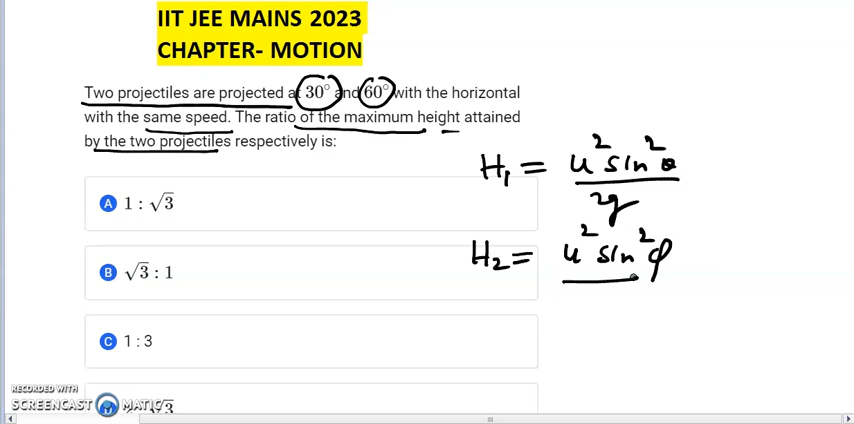 IIT JEE MAINS 2023
CHAPTER- MOTION
Two projectiles are projected at 30° and 60° with the horizontal
with the same speed. The ratio of the maximum height attained
by the two projectiles respectively is:
A 1 : √3
B √3 : 1
C 1 : 3
D √3
H₁ = u² sin² θ
2g
H₂ = u² sin² φ
RECORDED WITH
SCREENCAST MATIC